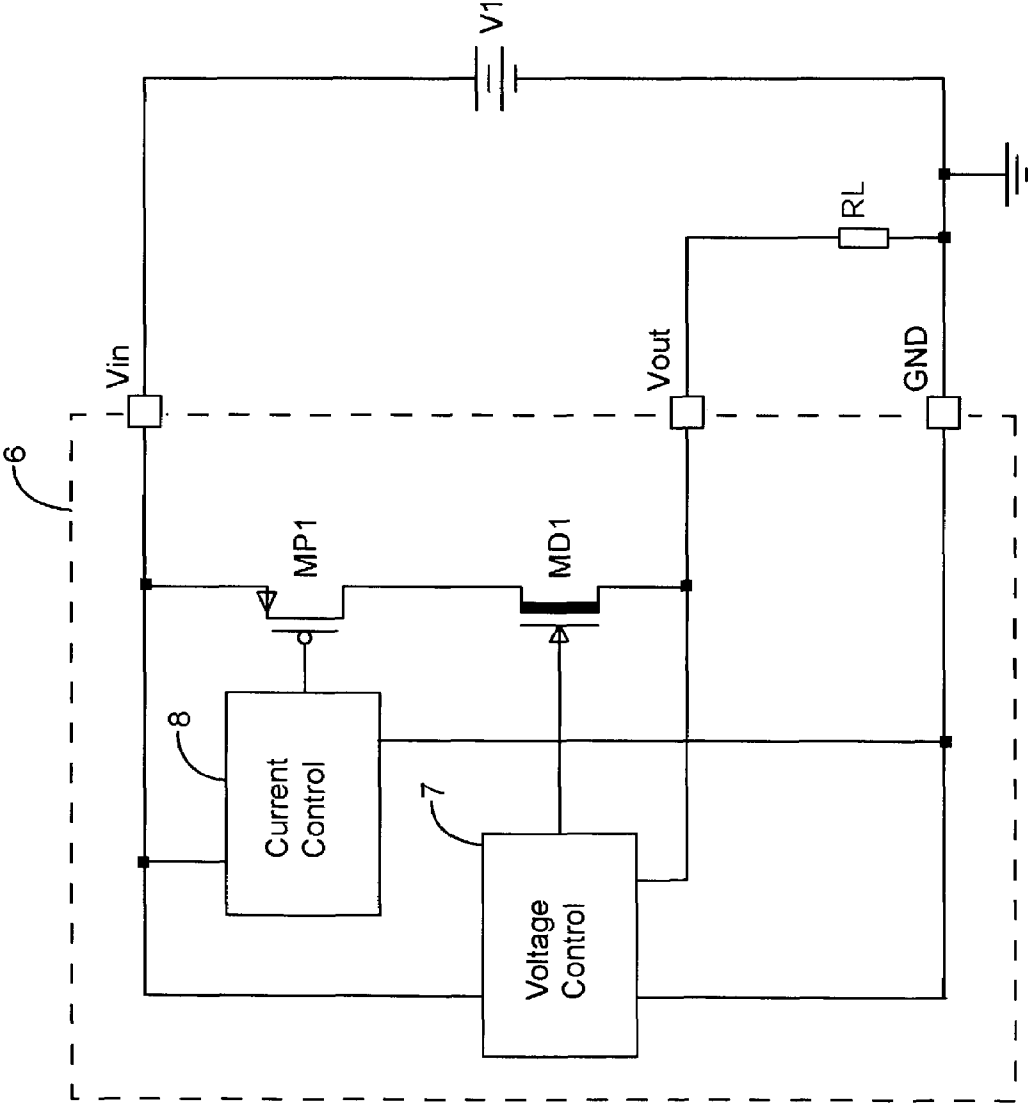 6
Vin
V1
MP1
8
Current
Control
MD1
Vout
RL
7
Voltage
Control
GND